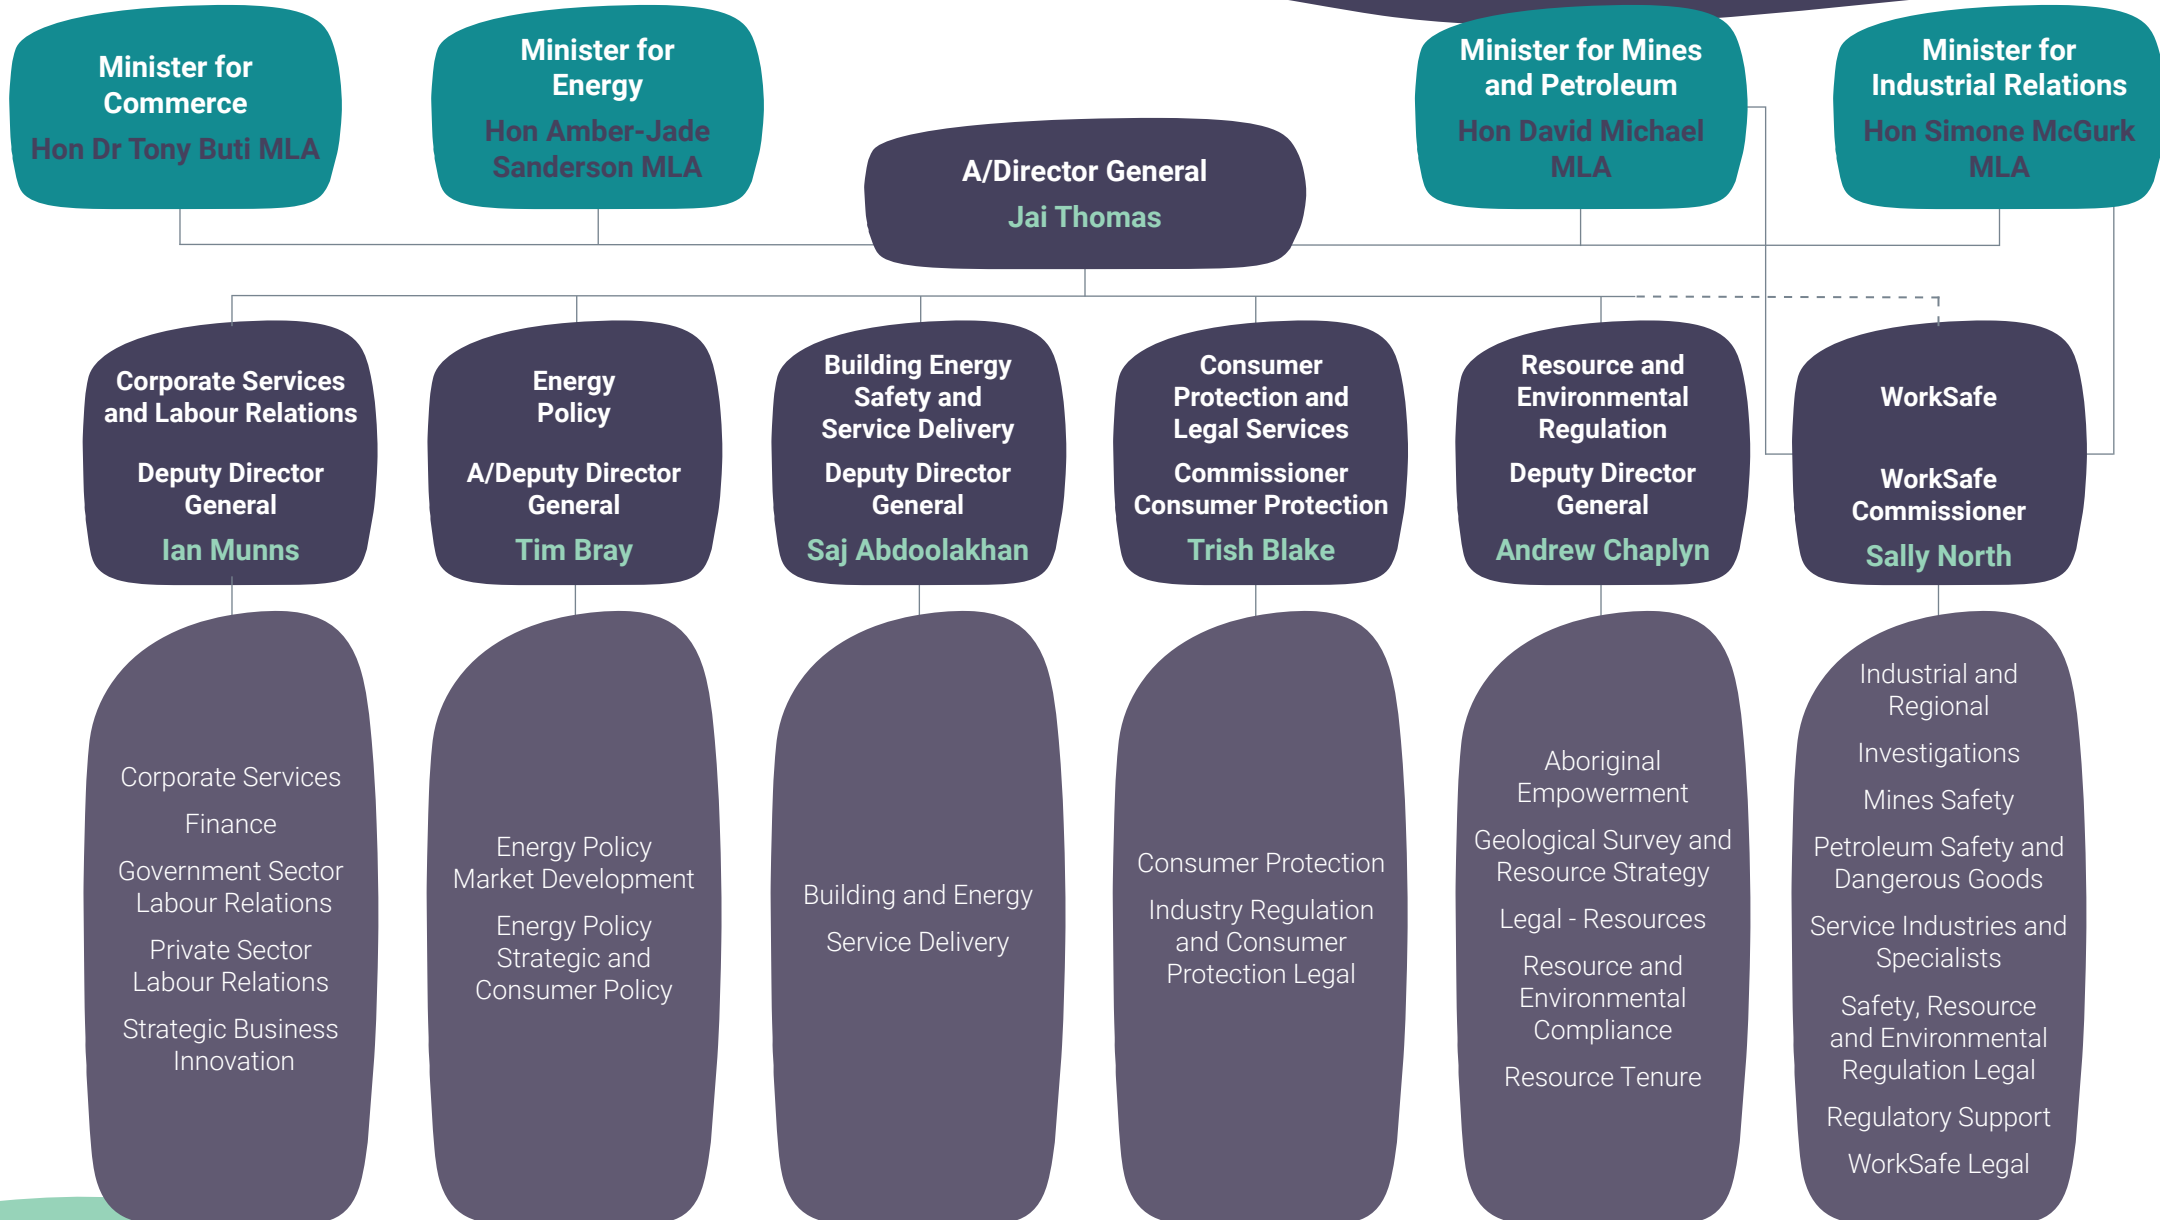 Minister for
Commerce
Hon Dr Tony Buti MLA
Minister for
Energy
Hon Amber-Jade
Sanderson MLA
A/Director General
Jai Thomas
Minister for Mines
and Petroleum
Hon David Michael
MLA
Minister for
Industrial Relations
Hon Simone McGurk
MLA
Corporate Services
and Labour Relations
Deputy Director
General
Ian Munns
Energy
Policy
A/Deputy Director
General
Tim Bray
Building Energy
Safety and
Service Delivery
Deputy Director
General
Saj Abdoolakhan
Consumer
Protection and
Legal Services
Commissioner
Consumer Protection
Trish Blake
Resource and
Environmental
Regulation
Deputy Director
General
Andrew Chaplyn
WorkSafe
WorkSafe
Commissioner
Sally North
Corporate Services
Finance
Government Sector
Labour Relations
Private Sector
Labour Relations
Strategic Business
Innovation
Energy Policy
Market Development
Energy Policy
Strategic and
Consumer Policy
Building and Energy
Service Delivery
Consumer Protection
Industry Regulation
and Consumer
Protection Legal
Aboriginal
Empowerment
Geological Survey and
Resource Strategy
Legal - Resources
Resource and
Environmental
Compliance
Resource Tenure
Industrial and
Regional
Investigations
Mines Safety
Petroleum Safety and
Dangerous Goods
Service Industries and
Specialists
Safety, Resource
and Environmental
Regulation Legal
Regulatory Support
WorkSafe Legal